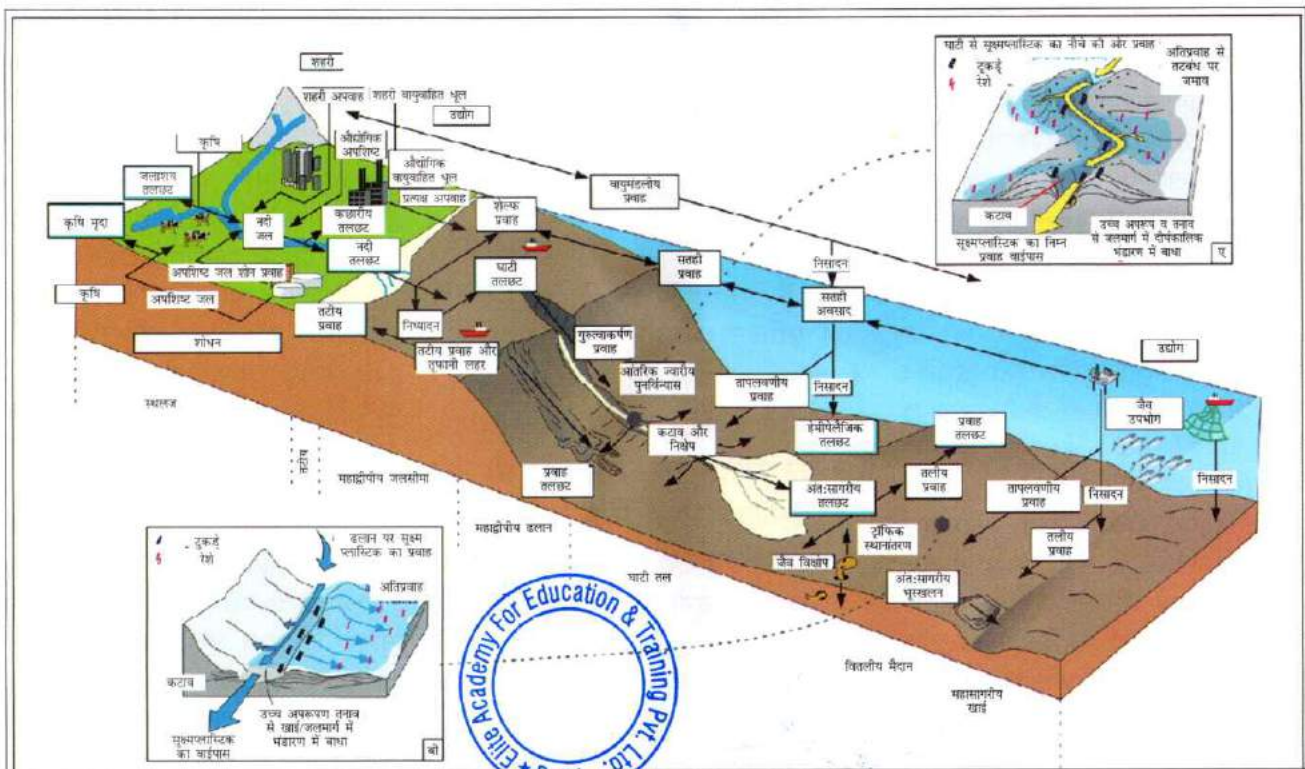 शहरी
शहरी अपवाह
शहरी वायुवाहित धूल
उद्योग
कृषि
औद्योगिक
अपशिष्ट
औद्योगिक
वायुवाहित धूल
प्रत्यक्ष अपवाह
जलाशय
तलछट
कृषि मृदा
नदी
जल
कछारीय
तलछट
नदी
तलछट
अपशिष्ट जल शोन प्रवाह
अपशिष्ट जल
कृषि
शोधन
तटीय
प्रवाह
निष्पादन
तटीय प्रवाह और
तूफानी लहर
शेल्फ
प्रवाह
घाटी
तलछट
वायुमंडलीय
प्रवाह
सतही
प्रवाह
निसादन
सतही
अवसाद
गुरुत्वाकर्षण
प्रवाह
आंतरिक ज्वारीय
पुनर्विन्यास
तापलवणीय
प्रवाह
निसादन
हेमीपेलैजिक
तलछट
कटाव और
निक्षेप
प्रवाह
तलछट
अंत:सागरीय
तलछट
प्रवाह
तलछट
तलीय
प्रवाह
ट्रॉफिक
स्थानांतरण
जैव विक्षोप
अंत:सागरीय
भूस्खलन
तापलवणीय
प्रवाह
तलीय
प्रवाह
निसादन
उद्योग
जैव
उपभोग
निसादन
स्थलज
तटीय
महाद्वीपीय जलसीमा
महाद्वीपीय ढलान
घाटी तल
वितलीय मैदान
महासागरीय
खाई
घाटी से सूक्ष्मप्लास्टिक का नीचे की ओर प्रवाह
टुकड़े
रेशे
अतिप्रवाह से
तटबंध पर
जमाव
कटाव
सूक्ष्मप्लास्टिक का निम्न
प्रवाह बाईपास
उच्च अपरूप व तनाव
से जलमार्ग में दीर्घकालिक
भंडारण में बाधा
ए
टुकड़े
रेशे
ढलान पर सूक्ष्म
प्लास्टिक का प्रवाह
अतिप्रवाह
कटाव
उच्च अपरूपण तनाव
से खाई/जलमार्ग में
भंडारण में बाधा
सूक्ष्मप्लास्टिक
का बाईपास
बी
Elite Academy For Education & Training Pvt. Ltd.